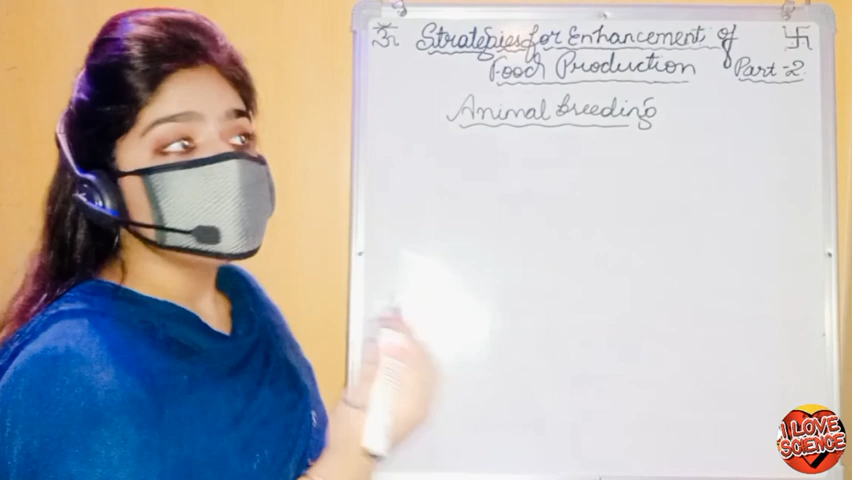 ॐ Strategies for Enhancement of 卐
Food Production Part-2
Animal breeding
I LOVE
SCIENCE